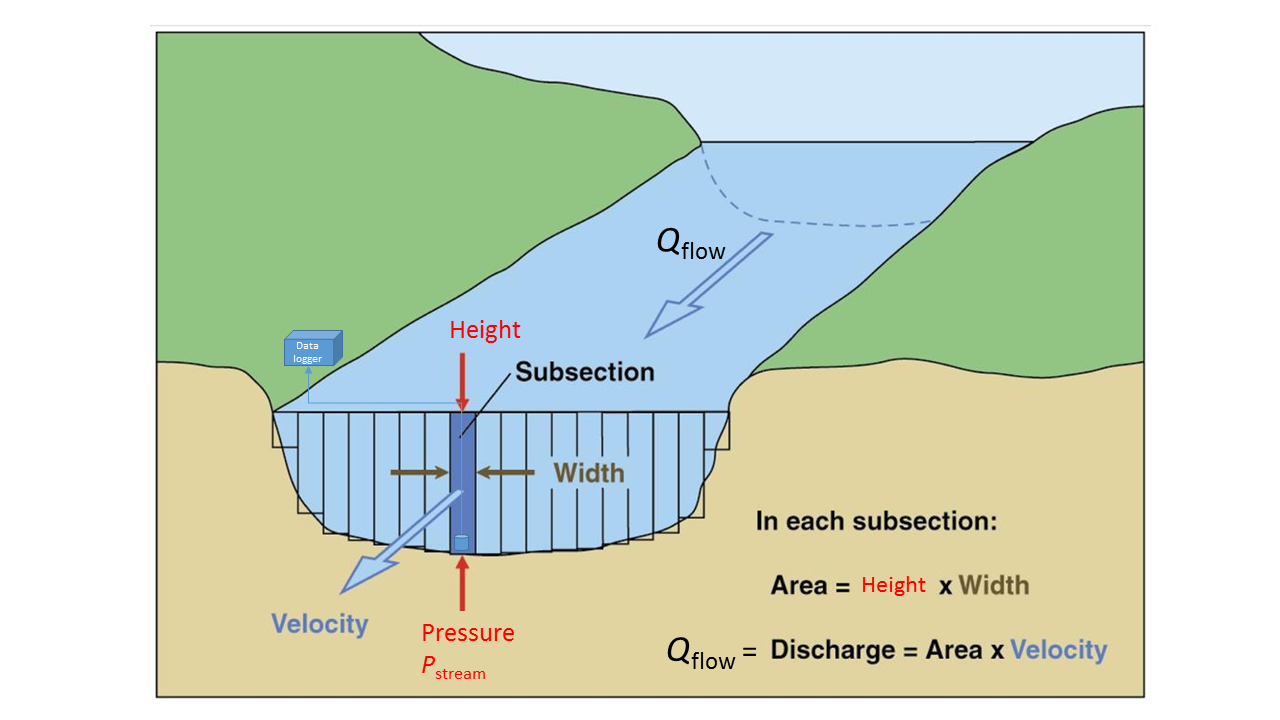 Qflow
Height
Data
logger
Subsection
Width
In each subsection:
Area = Height x Width
Velocity
Pressure
Pstream
Qflow = Discharge = Area x Velocity